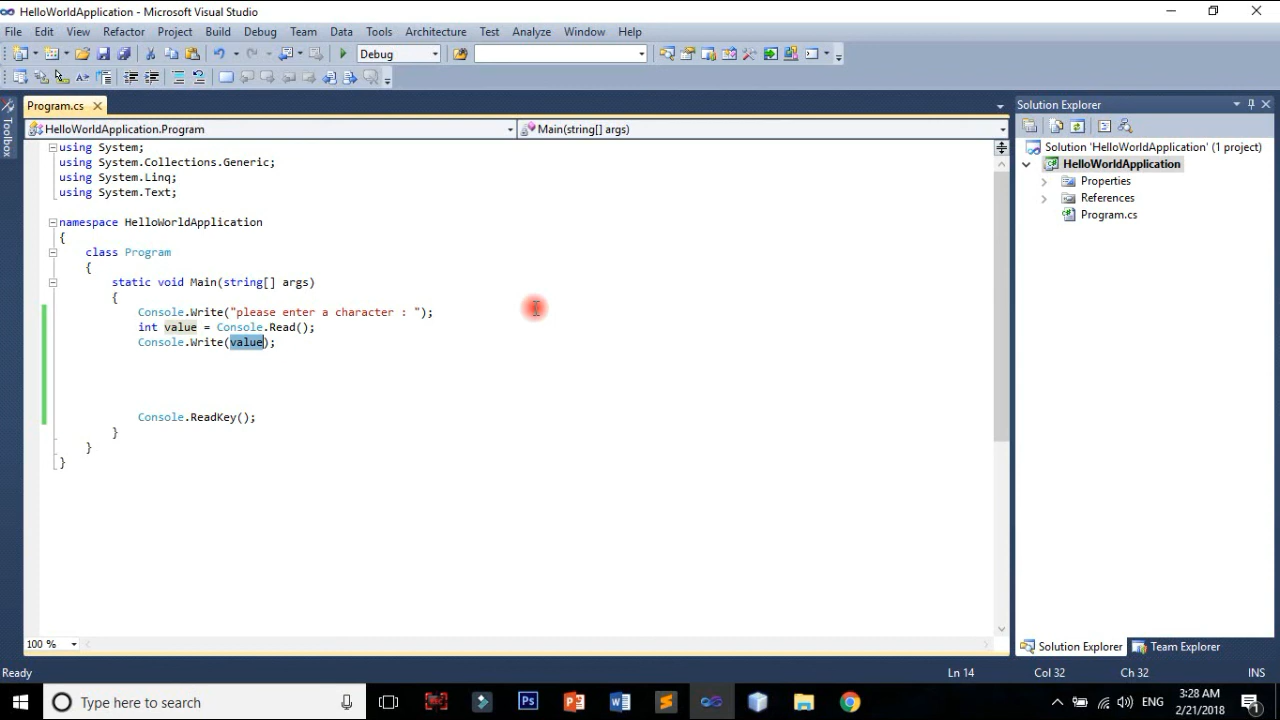 HelloWorldApplication - Microsoft Visual Studio
File Edit View Refactor Project Build Debug Team Data Tools Architecture Test Analyze Window Help
Debug
Program.cs
Solution Explorer
Toolbox
HelloWorldApplication.Program
Main(string[] args)
using System;
using System.Collections.Generic;
using System.Linq;
using System.Text;
namespace HelloWorldApplication
{
class Program
{
static void Main(string[] args)
{
Console.Write("please enter a character : ");
int value = Console.Read();
Console.Write(value);
Console.ReadKey();
}
}
}
Solution 'HelloWorldApplication' (1 project)
HelloWorldApplication
Properties
References
Program.cs
100 %
Solution Explorer
Team Explorer
Ready
Ln 14
Col 32
Ch 32
INS
Type here to search
Ps
ENG
3:28 AM
2/21/2018